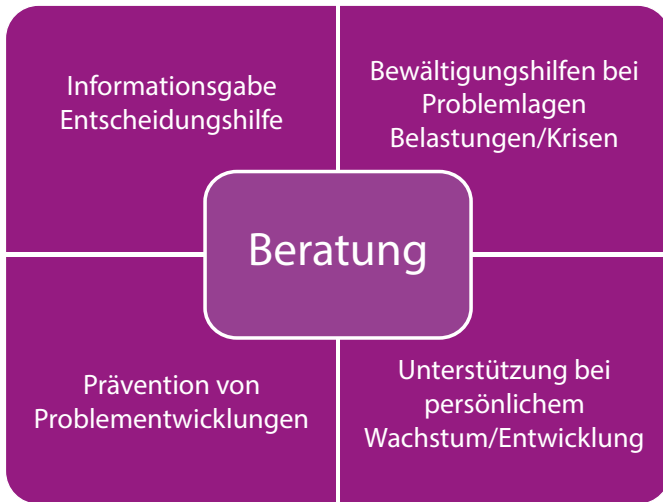 Informationsgabe
Entscheidungshilfe
Bewältigungshilfen bei
Problemlagen
Belastungen/Krisen
Beratung
Prävention von
Problementwicklungen
Unterstützung bei
persönlichem
Wachstum/Entwicklung